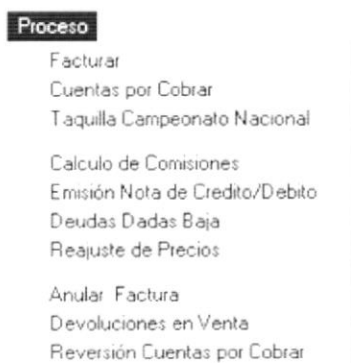 Proceso
Facturar
Cuentas por Cobrar
Taquilla Campeonato Nacional
Calculo de Comisiones
Emisión Nota de Credito/Debito
Deudas Dadas Baja
Reajuste de Precios
Anular Factura
Devoluciones en Venta
Reversión Cuentas por Cobrar